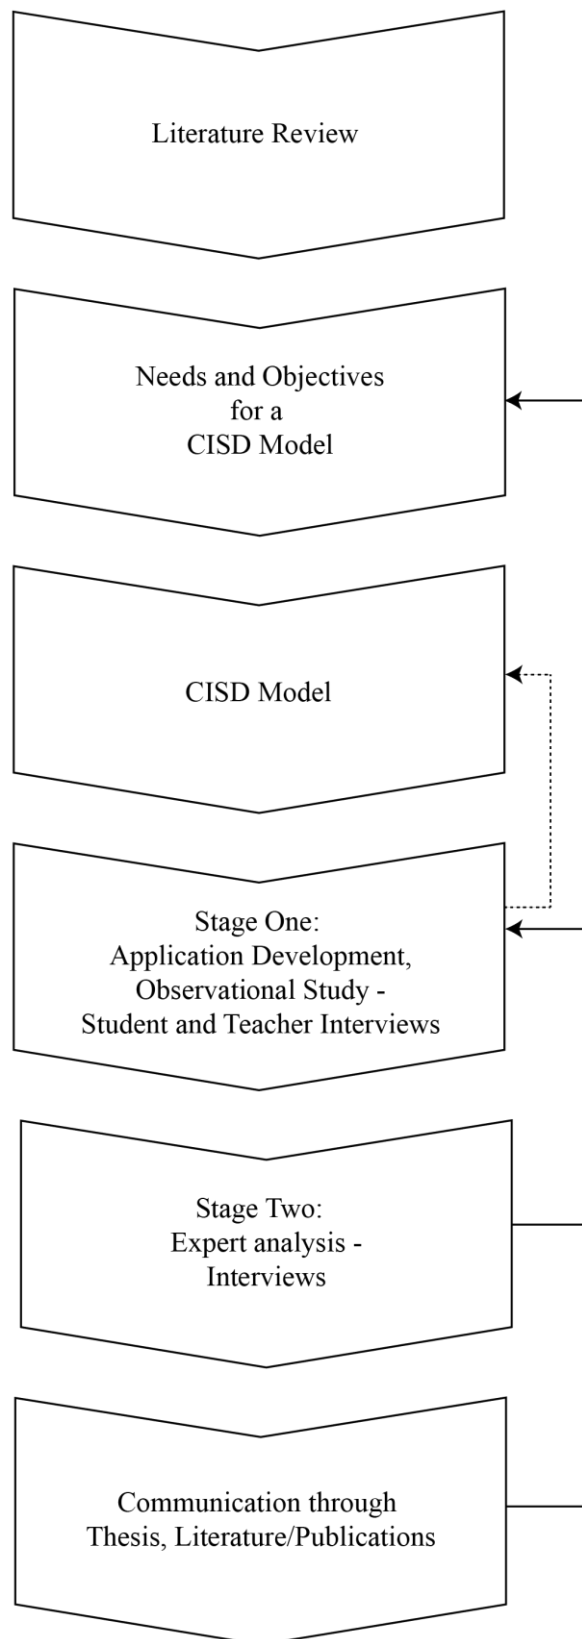 Literature Review
Needs and Objectives
for a
CISD Model
CISD Model
Stage One:
Application Development,
Observational Study -
Student and Teacher Interviews
Stage Two:
Expert analysis -
Interviews
Communication through
Thesis, Literature/Publications